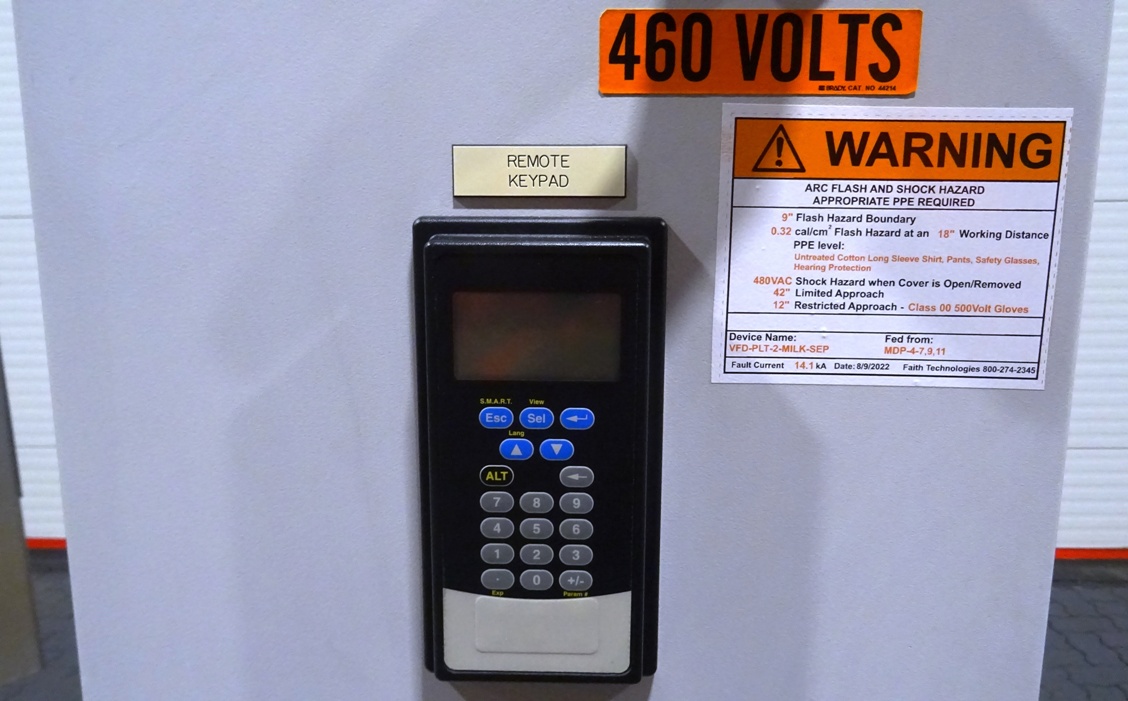 460 VOLTS
BRADY, CAT. NO. 44214
REMOTE
KEYPAD
WARNING
ARC FLASH AND SHOCK HAZARD
APPROPRIATE PPE REQUIRED
9" Flash Hazard Boundary
0.32 cal/cm² Flash Hazard at an 18" Working Distance
PPE level:
Untreated Cotton Long Sleeve Shirt, Pants, Safety Glasses,
Hearing Protection
480VAC Shock Hazard when Cover is Open/Removed
42" Limited Approach
12" Restricted Approach - Class 00 500Volt Gloves
Device Name: Fed from:
VFD-PLT-2-MILK-SEP MDP-4-7,9,11
Fault Current 14.1 kA Date: 8/9/2022 Faith Technologies 800-274-2345
S.M.A.R.T. View
Esc Sel
Lang
ALT
7 8 9
4 5 6
1 2 3
. 0 +/-
Exp Param #